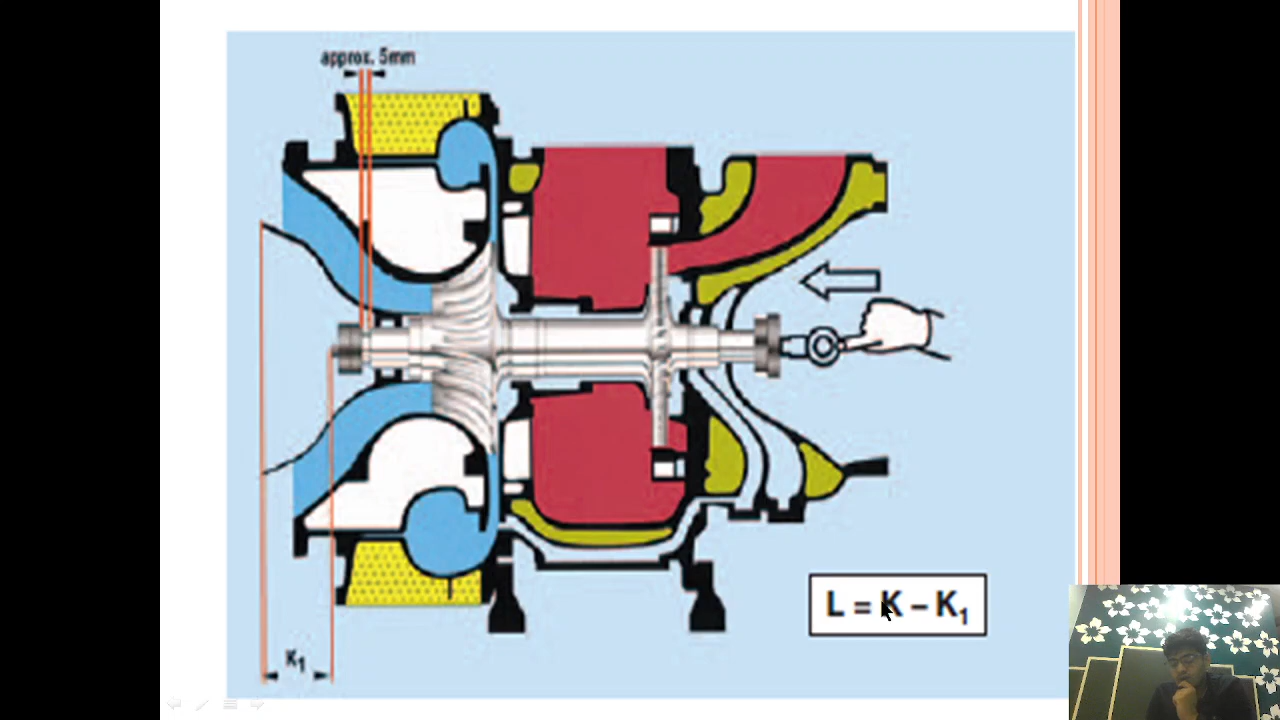 approx. 5mm
L = K – K₁
K₁